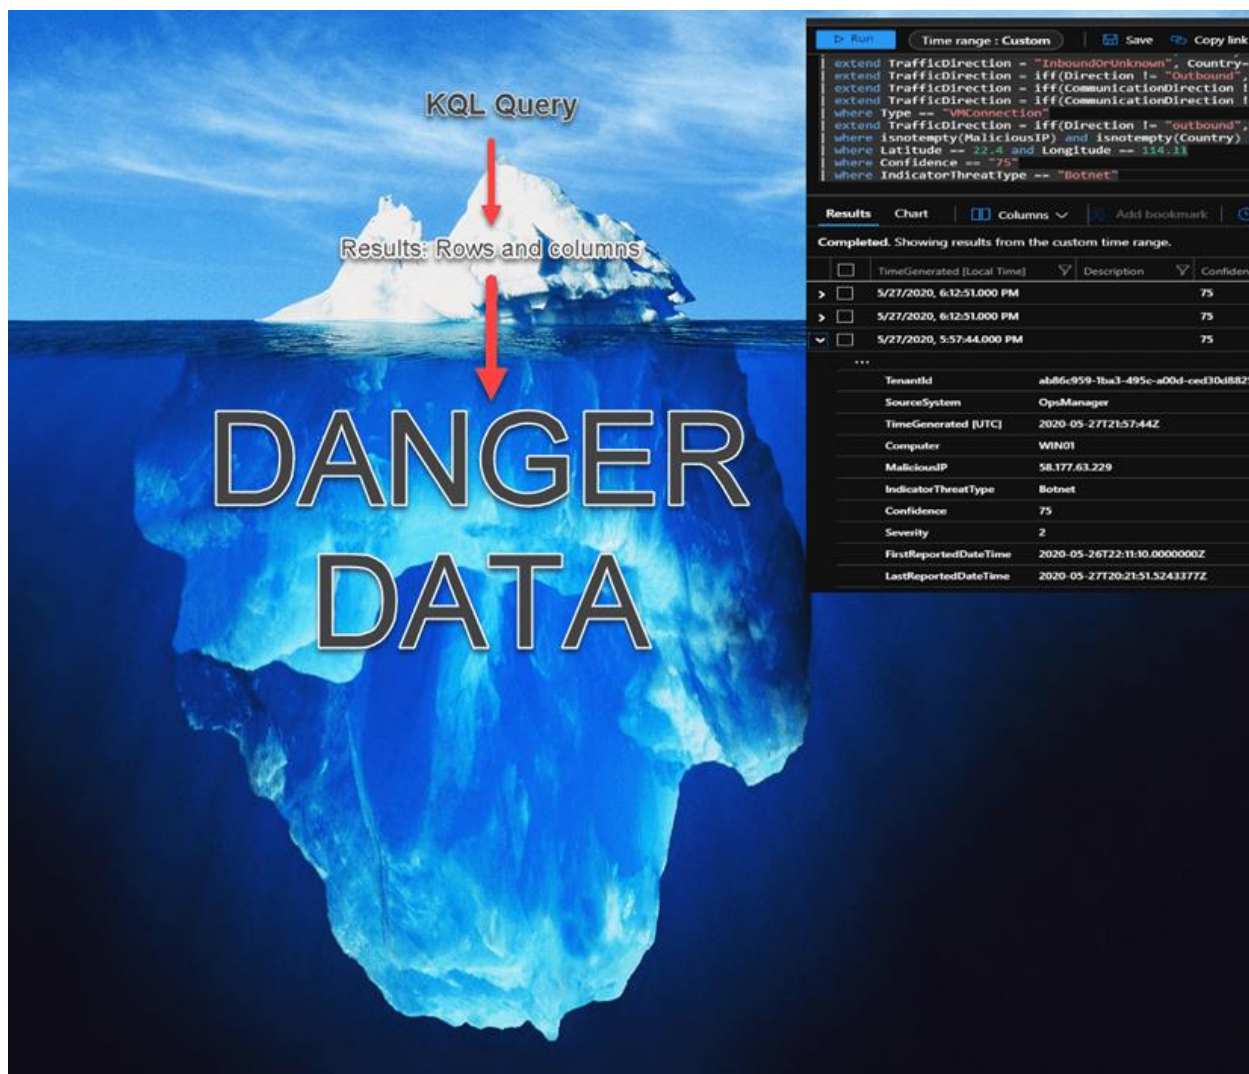 KQL Query
Results: Rows and columns
DANGER
DATA
Run
Time range : Custom
Save
Copy link
extend TrafficDirection = "InboundOrUnknown", Country=
extend TrafficDirection = iff(Direction != "Outbound",
extend TrafficDirection = iff(CommunicationDirection !
extend TrafficDirection = iff(CommunicationDirection !
where Type == "VMConnection"
extend TrafficDirection = iff(Direction != "outbound",
where isnotempty(MaliciousIP) and isnotempty(Country)
where Latitude == 22.4 and Longitude == 114.11
where Confidence == "75"
where IndicatorThreatType == "Botnet"
Results Chart Columns Add bookmark
Completed. Showing results from the custom time range.
TimeGenerated [Local Time] Description Confiden
5/27/2020, 6:12:51.000 PM 75
5/27/2020, 6:12:51.000 PM 75
5/27/2020, 5:57:44.000 PM 75
...
TenantId ab86c959-1ba3-495c-a00d-ced30d882
SourceSystem OpsManager
TimeGenerated [UTC] 2020-05-27T21:57:44Z
Computer WIN01
MaliciousIP 58.177.63.229
IndicatorThreatType Botnet
Confidence 75
Severity 2
FirstReportedDateTime 2020-05-26T22:11:10.0000000Z
LastReportedDateTime 2020-05-27T20:21:51.5243377Z